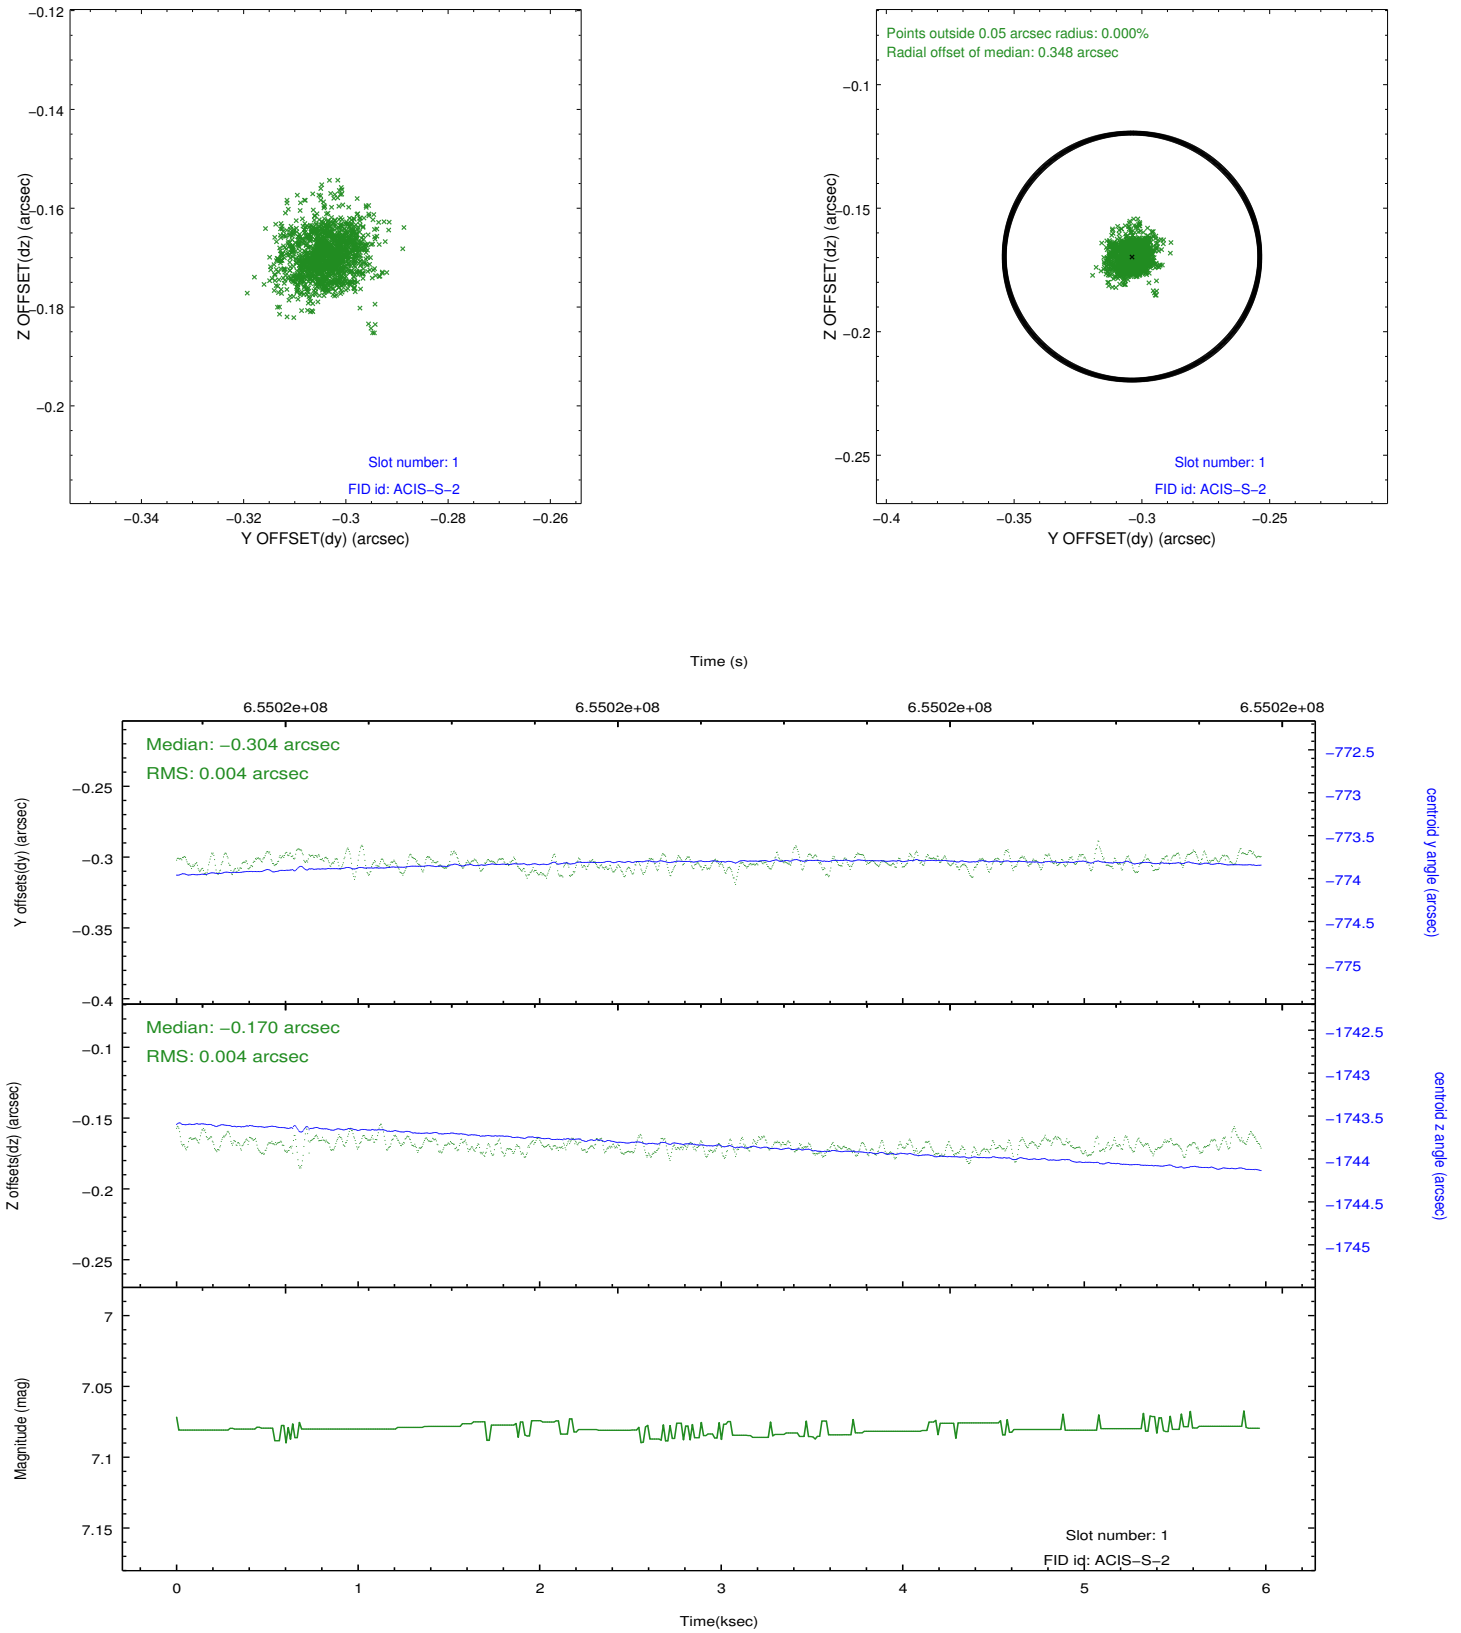 −0.12
−0.14
−0.16
−0.18
−0.2
Z OFFSET(dz) (arcsec)
Slot number: 1
FID id: ACIS−S−2
−0.34
−0.32
−0.3
−0.28
−0.26
Y OFFSET(dy) (arcsec)
Points outside 0.05 arcsec radius: 0.000%
Radial offset of median: 0.348 arcsec
−0.1
−0.15
−0.2
−0.25
Z OFFSET(dz) (arcsec)
Slot number: 1
FID id: ACIS−S−2
−0.4
−0.35
−0.3
−0.25
Y OFFSET(dy) (arcsec)
Time (s)
6.5502e+08
6.5502e+08
6.5502e+08
6.5502e+08
Median: −0.304 arcsec
RMS: 0.004 arcsec
−0.25
−0.3
−0.35
−0.4
Y offsets(dy) (arcsec)
−772.5
−773
−773.5
−774
−774.5
−775
centroid y angle (arcsec)
Median: −0.170 arcsec
RMS: 0.004 arcsec
−0.1
−0.15
−0.2
−0.25
Z offsets(dz) (arcsec)
−1742.5
−1743
−1743.5
−1744
−1744.5
−1745
centroid z angle (arcsec)
7
7.05
7.1
7.15
Magnitude (mag)
Slot number: 1
FID id: ACIS−S−2
0
1
2
3
4
5
6
Time(ksec)